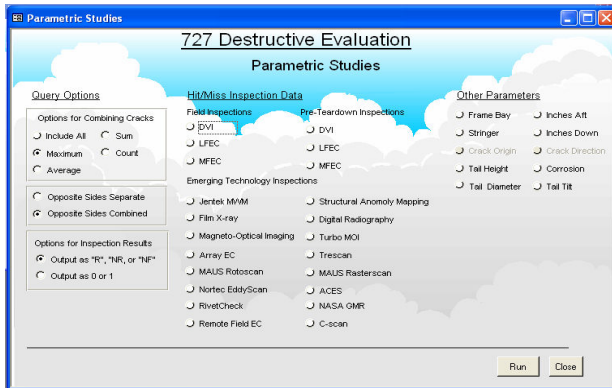 Parametric Studies
727 Destructive Evaluation
Parametric Studies
Query Options
Options for Combining Cracks
Include All Sum
Maximum Count
Average
Opposite Sides Separate
Opposite Sides Combined
Options for Inspection Results
Output as "R", "NR, or "NF"
Output as 0 or 1
Hit/Miss Inspection Data
Field Inspections Pre-Teardown Inspections
DVI DVI
LFEC LFEC
MFEC MFEC
Emerging Technology Inspections
Jentek MWM Structural Anomoly Mapping
Film X-ray Digital Radiography
Magneto-Optical Imaging Turbo MOI
Array EC Trescan
MAUS Rotoscan MAUS Rasterscan
Nortec EddyScan ACES
RivetCheck NASA GMR
Remote Field EC C-scan
Other Parameters
Frame Bay Inches Aft
Stringer Inches Down
Crack Origin Crack Direction
Tail Height Corrosion
Tail Diameter Tail Tilt
Run Close